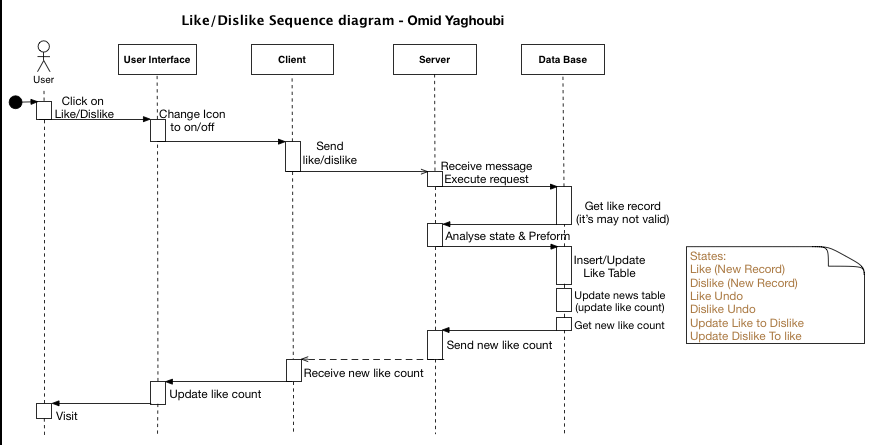 Like/Dislike Sequence diagram - Omid Yaghoubi
User
User Interface
Client
Server
Data Base
Click on
Like/Dislike
Change Icon
to on/off
Send
like/dislike
Receive message
Execute request
Get like record
(it's may not valid)
Analyse state & Preform
Insert/Update
Like Table
Update news table
(update like count)
Get new like count
Send new like count
Receive new like count
Update like count
Visit
States:
Like (New Record)
Dislike (New Record)
Like Undo
Dislike Undo
Update Like to Dislike
Update Dislike To like